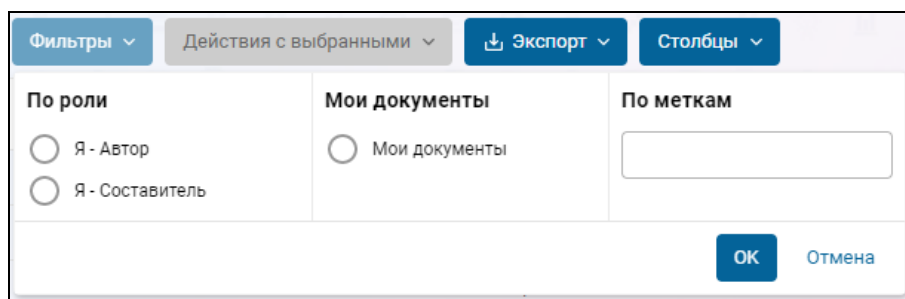 Фильтры Действия с выбранными Экспорт Столбцы
По роли Мои документы По меткам
Я - Автор Мои документы
Я - Составитель
ОК Отмена